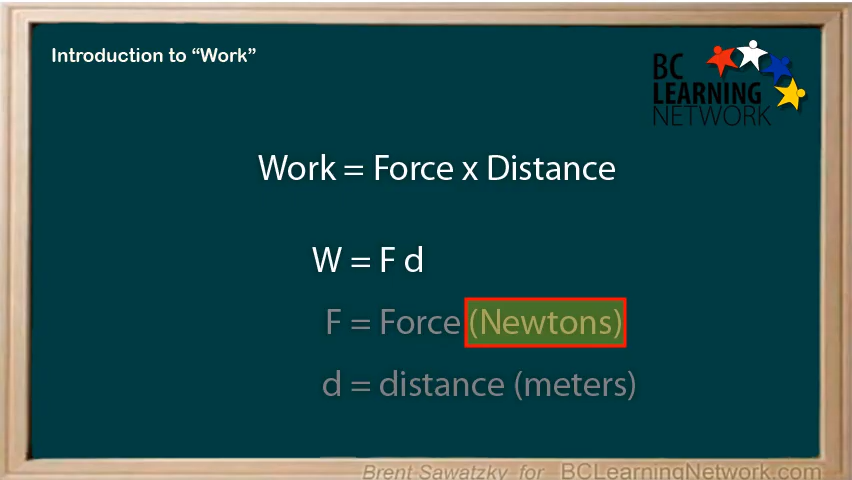 Introduction to “Work”
BC
LEARNING
NETWORK
Work = Force x Distance
W = F d
F = Force (Newtons)
d = distance (meters)
Brent Sawatzky for BCLearningNetwork.com